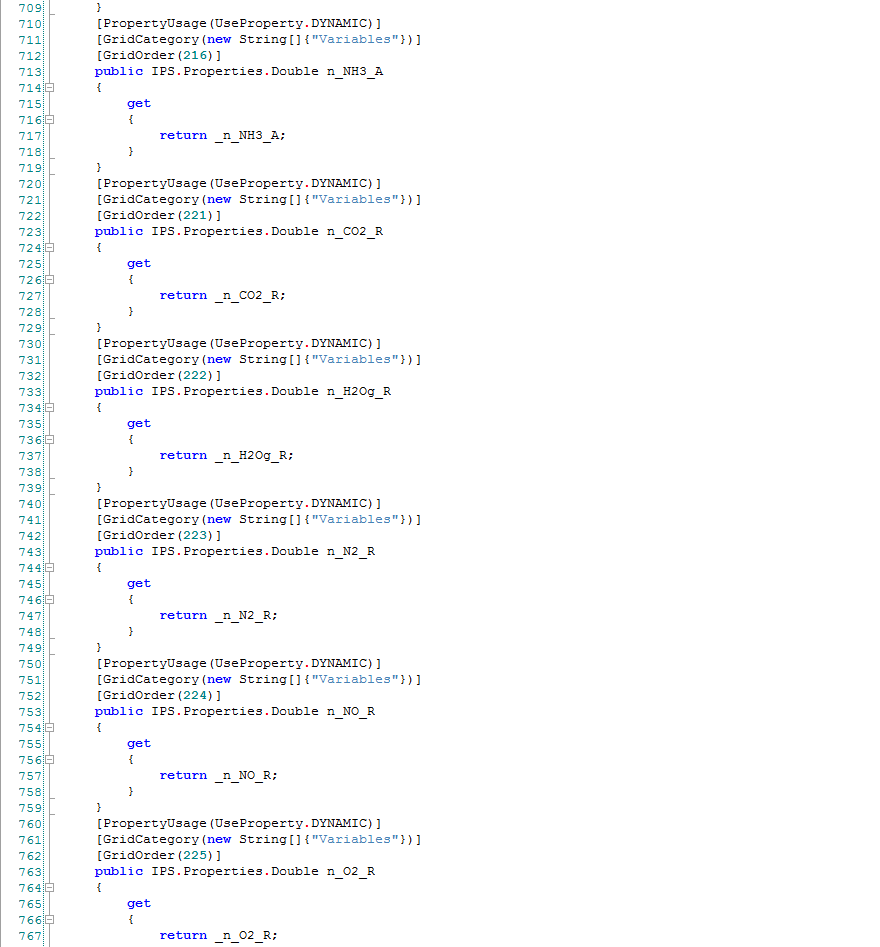 709 }
710 [PropertyUsage(UseProperty.DYNAMIC)]
711 [GridCategory(new String[]{"Variables"})]
712 [GridOrder(216)]
713 public IPS.Properties.Double n_NH3_A
714 {
715 get
716 {
717 return _n_NH3_A;
718 }
719 }
720 [PropertyUsage(UseProperty.DYNAMIC)]
721 [GridCategory(new String[]{"Variables"})]
722 [GridOrder(221)]
723 public IPS.Properties.Double n_CO2_R
724 {
725 get
726 {
727 return _n_CO2_R;
728 }
729 }
730 [PropertyUsage(UseProperty.DYNAMIC)]
731 [GridCategory(new String[]{"Variables"})]
732 [GridOrder(222)]
733 public IPS.Properties.Double n_H2Og_R
734 {
735 get
736 {
737 return _n_H2Og_R;
738 }
739 }
740 [PropertyUsage(UseProperty.DYNAMIC)]
741 [GridCategory(new String[]{"Variables"})]
742 [GridOrder(223)]
743 public IPS.Properties.Double n_N2_R
744 {
745 get
746 {
747 return _n_N2_R;
748 }
749 }
750 [PropertyUsage(UseProperty.DYNAMIC)]
751 [GridCategory(new String[]{"Variables"})]
752 [GridOrder(224)]
753 public IPS.Properties.Double n_NO_R
754 {
755 get
756 {
757 return _n_NO_R;
758 }
759 }
760 [PropertyUsage(UseProperty.DYNAMIC)]
761 [GridCategory(new String[]{"Variables"})]
762 [GridOrder(225)]
763 public IPS.Properties.Double n_O2_R
764 {
765 get
766 {
767 return _n_O2_R;